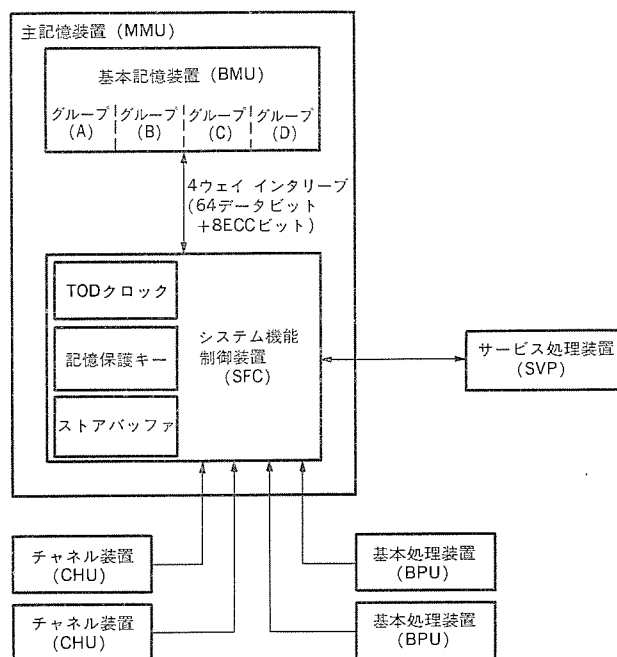 主記憶装置 (MMU)
基本記憶装置 (BMU)
グループ グループ グループ グループ
(A) (B) (C) (D)
4ウェイ インタリーブ
(64データビット
+8ECCビット)
TODクロック
記憶保護キー
ストアバッファ
システム機能
制御装置
(SFC)
サービス処理装置
(SVP)
チャネル装置
(CHU)
チャネル装置
(CHU)
基本処理装置
(BPU)
基本処理装置
(BPU)